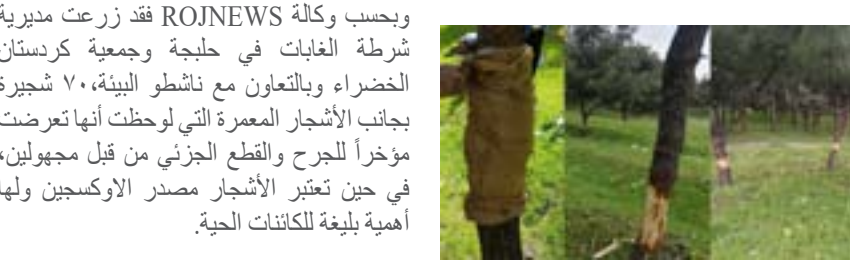 وبحسب وكالة ROJNEWS فقد زرعت مديرية
شرطة الغابات في حلبجة وجمعية كردستان
الخضراء وبالتعاون مع ناشطو البيئة،٧٠ شجيرة
بجانب الأشجار المعمرة التي لوحظت أنها تعرضت
مؤخراً للجرح والقطع الجزئي من قبل مجهولين،
في حين تعتبر الأشجار مصدر الاوكسجين ولها
أهمية بليغة للكائنات الحية.